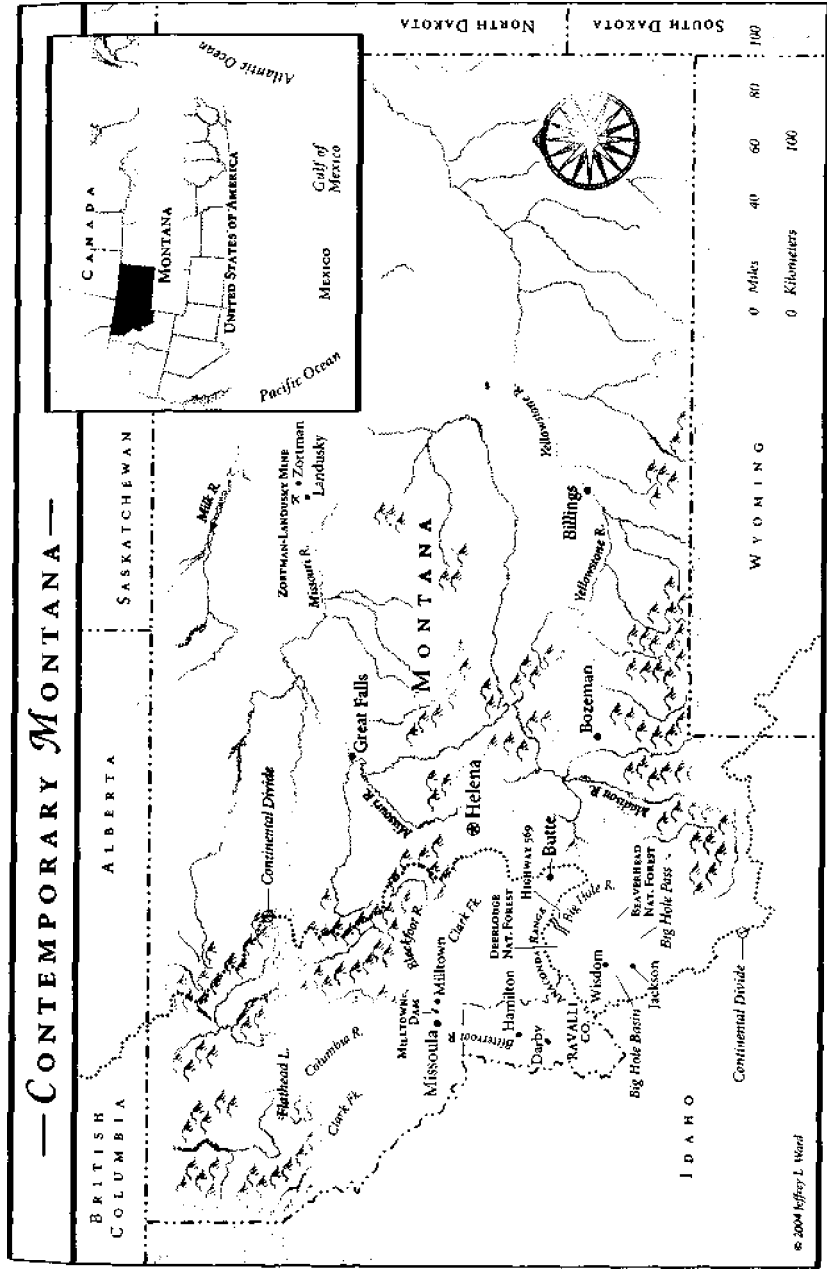 —CONTEMPORARY MONTANA—
BRITISH
COLUMBIA
ALBERTA
SASKATCHEWAN
CANADA
MONTANA
UNITED STATES OF AMERICA
Pacific Ocean
Atlantic Ocean
MEXICO
Gulf of
Mexico
NORTH DAKOTA
SOUTH DAKOTA
Milk R.
ZORTMAN-LANDUSKY MINE
Zortman
Landusky
Missouri R.
Continental Divide
Flathead L.
Columbia R.
Clark Fk.
Great Falls
Missouri R.
MONTANA
Blackfoot R.
MILLTOWN
DAM
Milltown
Missoula
Clark Fk.
Helena
Yellowstone R.
Bitterroot R.
Hamilton
Darby
RAVALLI
CO.
DEERLODGE
NAT. FOREST
ANACONDA RANGE
HIGHWAY 569
Big Hole R.
Butte
Bozeman
Billings
Yellowstone R.
Madison R.
Wisdom
Jackson
Big Hole Basin
BEAVERHEAD
NAT. FOREST
Big Hole Pass
Continental Divide
IDAHO
WYOMING
0 Miles 40 60 80 100
0 Kilometers 100
© 2004 Jeffrey L. Ward